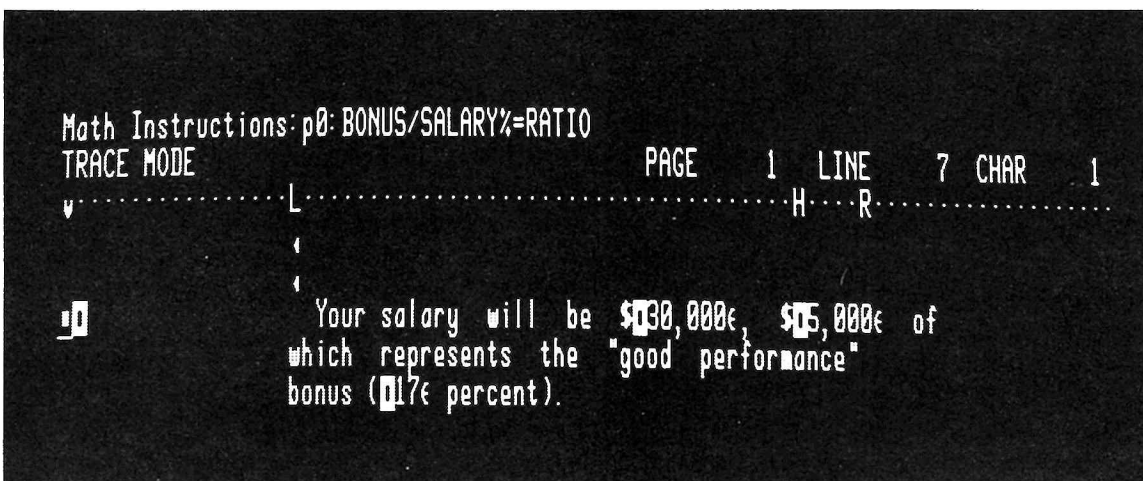 Math Instructions:p0:BONUS/SALARY%=RATIO
TRACE MODE PAGE 1 LINE 7 CHAR 1
L H R
Your salary will be $30,000€, $5,000€ of
which represents the "good performance"
bonus (17€ percent).